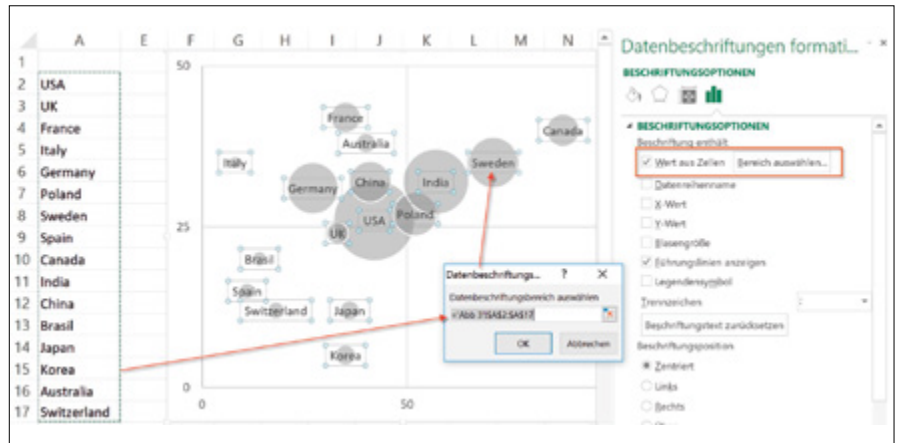 A E F G H I J K L M N
1
2 USA
3 UK
4 France
5 Italy
6 Germany
7 Poland
8 Sweden
9 Spain
10 Canada
11 India
12 China
13 Brasil
14 Japan
15 Korea
16 Australia
17 Switzerland
50
25
0
0
50
France
Australia
Canada
Italy
Sweden
Germany
China
India
USA
Poland
UK
Brasil
Spain
Switzerland
Japan
Korea
Datenbeschriftungs... ? ×
Datenbeschriftungsbereich auswählen
OK Abbrechen
Datenbeschriftungen formati...
BESCHRIFTUNGSOPTIONEN
BESCHRIFTUNGSOPTIONEN
Beschriftung enthält
Wert aus Zellen Bereich auswählen...
Datenreihenname
X-Wert
Y-Wert
Blasengröße
Führungslinien anzeigen
Legendensymbol
Trennzeichen ;
Beschriftungstext zurücksetzen
Beschriftungsposition
Zentriert
Links
Rechts